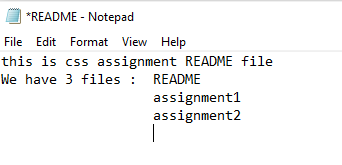 *README - Notepad
File Edit Format View Help
this is css assignment README file
We have 3 files :  README
                   assignment1
                   assignment2